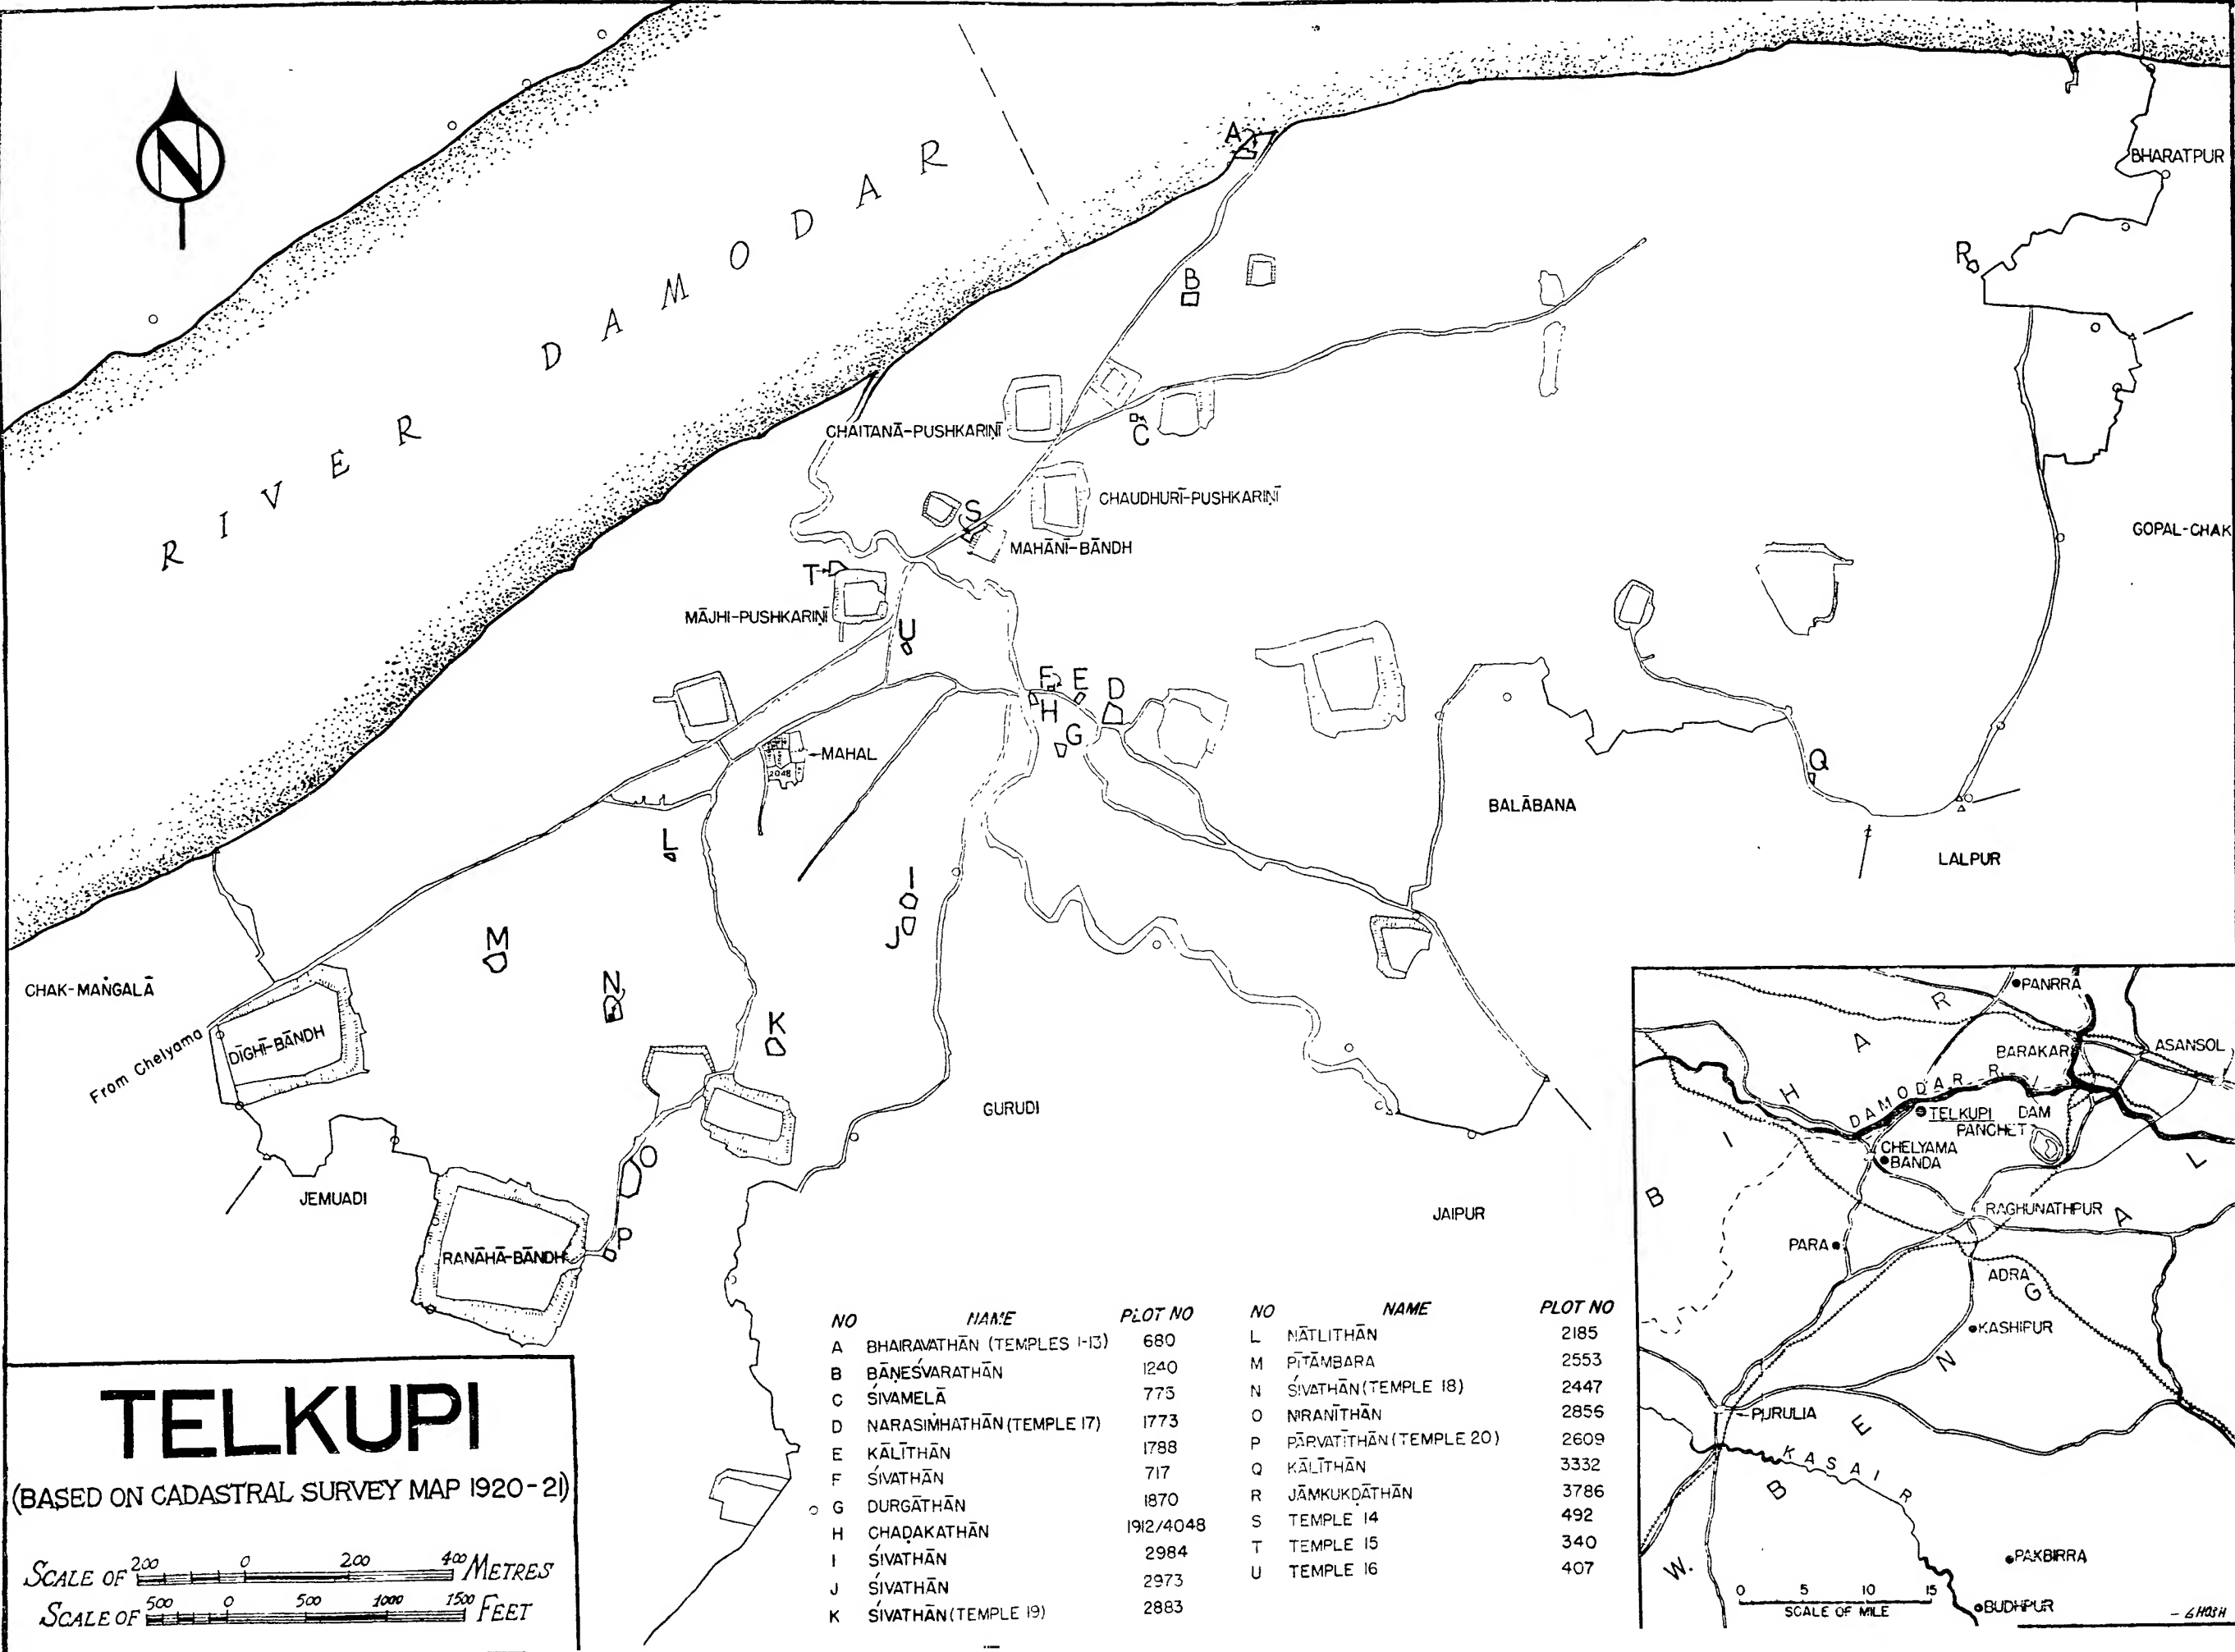 N
RIVER DAMODAR
A
BHARATPUR
R
B
CHAITANĀ-PUSHKARIṆĪ
C
CHAUDHURĪ-PUSHKARIṆĪ
S
MAHĀNĪ-BĀNDH
GOPAL-CHAK
T
MĀJHI-PUSHKARIṆĪ
U
F E D
H
G
MAHAL
2048
Q
BALĀBANA
L
LALPUR
I
J
M
N
CHAK-MAṄGALĀ
K
DĪGHĪ-BĀNDH
From Chelyama
GURUDI
O
JEMUADI
JAIPUR
P
RANĀHĀ-BĀNDH
NO NAME PLOT NO
A BHAIRAVATHĀN (TEMPLES 1-13) 680
B BĀṆEŚVARATHĀN 1240
C ŚIVAMELĀ 773
D NARASIṀHATHĀN (TEMPLE 17) 1773
E KĀLĪTHĀN 1788
F ŚIVATHĀN 717
G DURGĀTHĀN 1870
H CHAḌAKATHĀN 1912/4048
I ŚIVATHĀN 2984
J ŚIVATHĀN 2973
K ŚIVATHĀN (TEMPLE 19) 2883
NO NAME PLOT NO
L NĀTLITHĀN 2185
M PĪTĀMBARA 2553
N ŚIVATHĀN (TEMPLE 18) 2447
O NIRANĪTHĀN 2856
P PĀRVATĪTHĀN (TEMPLE 20) 2609
Q KĀLĪTHĀN 3332
R JĀMKUKḌĀTHĀN 3786
S TEMPLE 14 492
T TEMPLE 15 340
U TEMPLE 16 407
TELKUPI
(BASED ON CADASTRAL SURVEY MAP 1920-21)
SCALE OF 200 0 200 400 METRES
SCALE OF 500 0 500 1000 1500 FEET
PANRRA
BIHAR
BARAKAR
ASANSOL
DAMODAR R.
TELKUPI
DAM
PANCHET
CHELYAMA
BANDA
RAGHUNATHPUR
PARA
ADRA
KASHIPUR
W. BENGAL
PURULIA
KASAI R
PAKBIRRA
BUDHPUR
0 5 10 15
SCALE OF MILE
- GHOSH